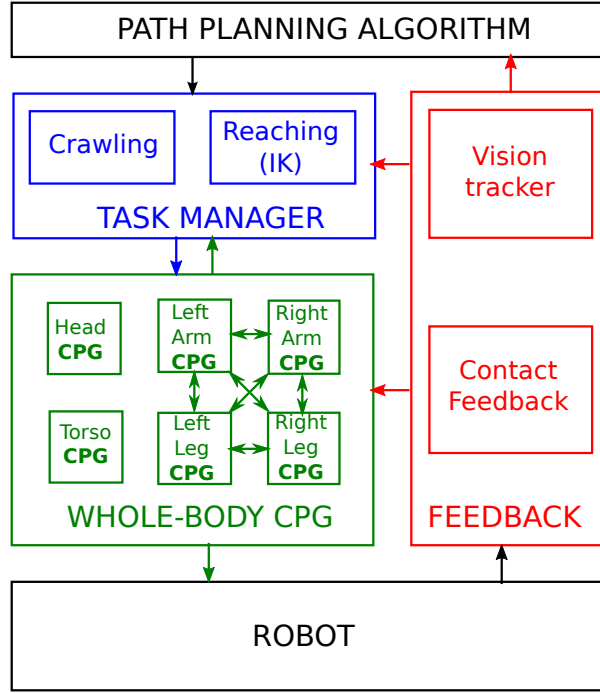 PATH PLANNING ALGORITHM
Crawling
Reaching
(IK)
TASK MANAGER
Vision
tracker
Head
CPG
Left
Arm
CPG
Right
Arm
CPG
Torso
CPG
Left
Leg
CPG
Right
Leg
CPG
WHOLE-BODY CPG
Contact
Feedback
FEEDBACK
ROBOT